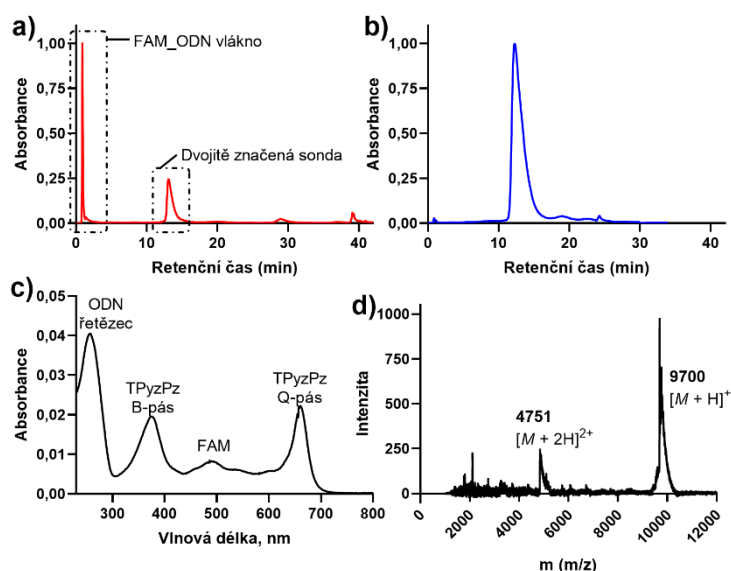 a)
FAM_ODN vlákno
Dvojitě značená sonda
1,00
0,75
0,50
0,25
0,00
Absorbance
0
10
20
30
40
Retenční čas (min)
b)
1,00
0,75
0,50
0,25
0,00
Absorbance
0
10
20
30
40
Retenční čas (min)
c)
0,05
0,04
0,03
0,02
0,01
0,00
Absorbance
ODN
řetězec
TPyzPz
B-pás
FAM
TPyzPz
Q-pás
300
400
500
600
700
800
Vlnová délka, nm
d)
1000
750
500
250
0
Intenzita
4751
[M + 2H]2+
9700
[M + H]+
2000
4000
6000
8000
10000
12000
m (m/z)